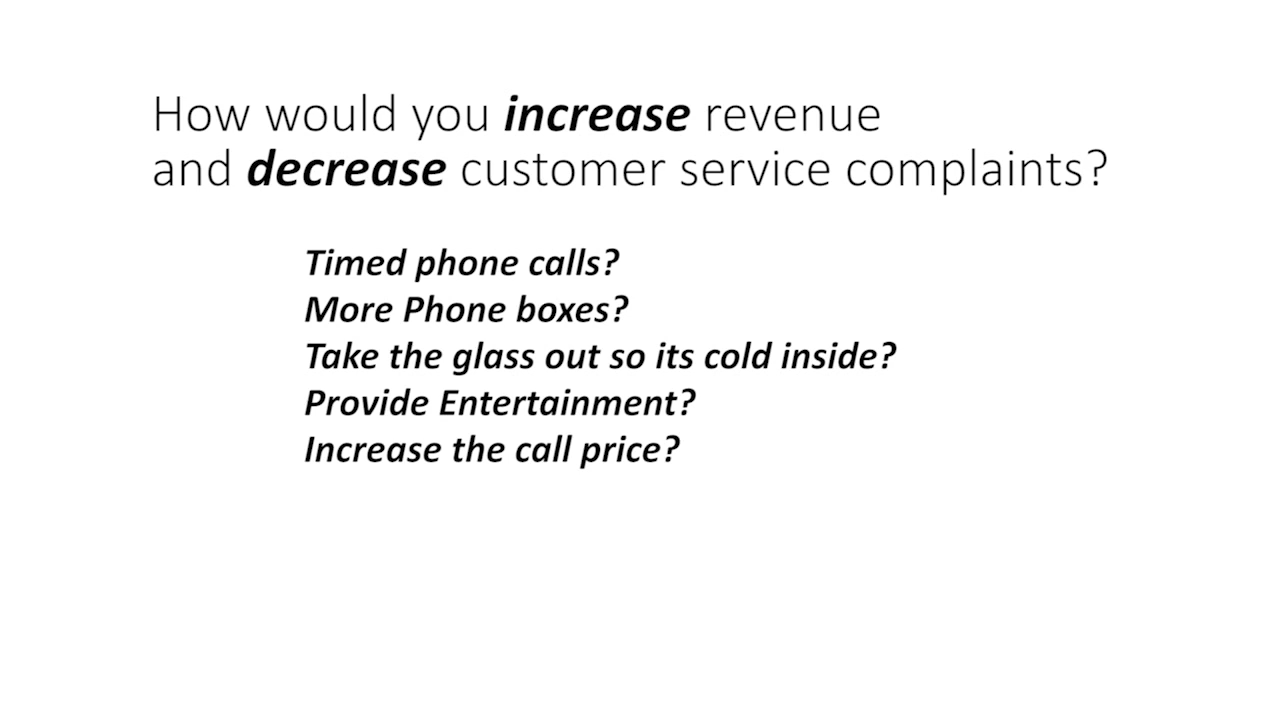 How would you increase revenue
and decrease customer service complaints?
Timed phone calls?
More Phone boxes?
Take the glass out so its cold inside?
Provide Entertainment?
Increase the call price?